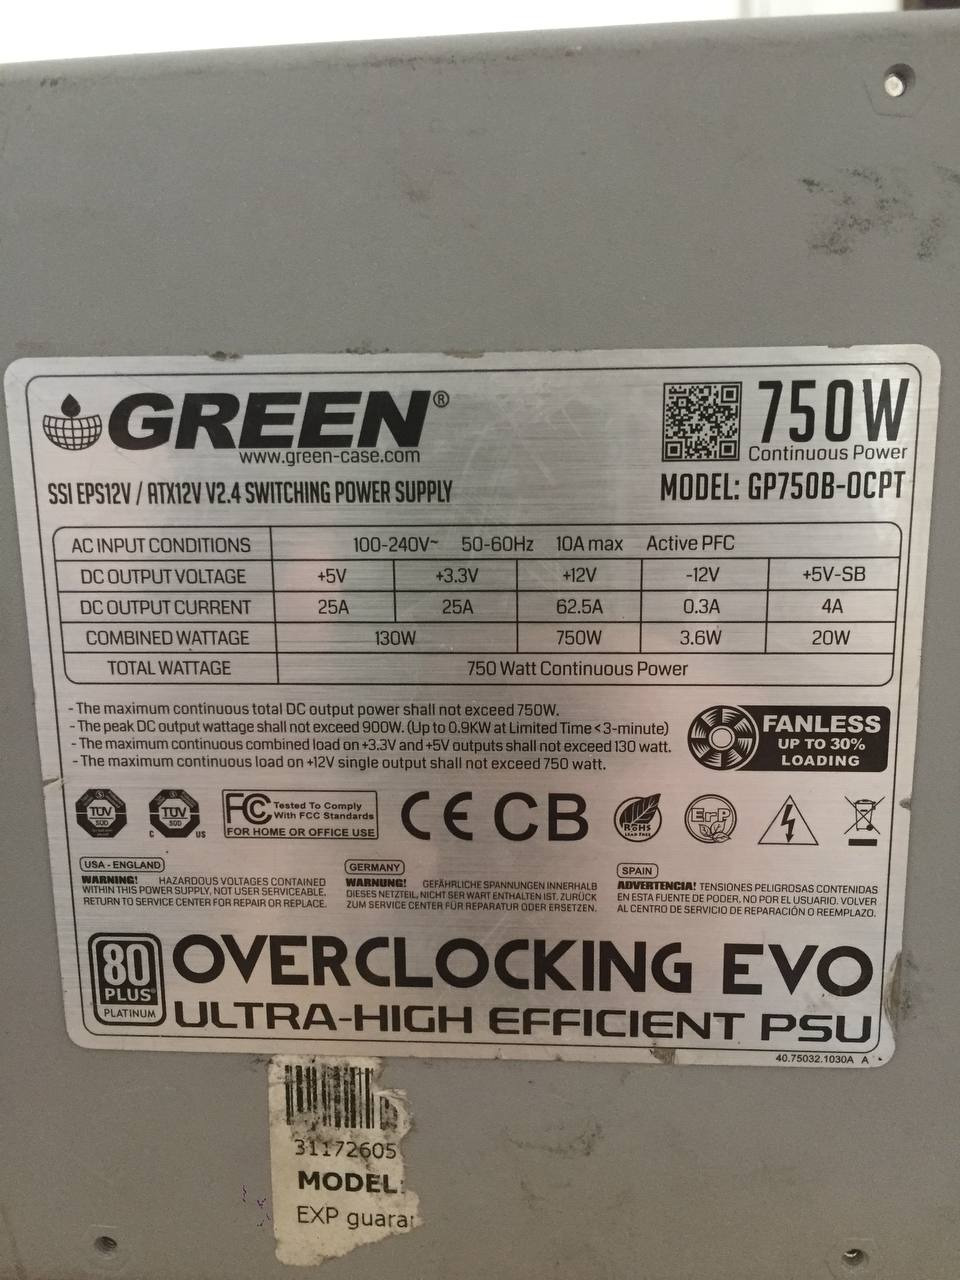 GREEN®
www.green-case.com
750W
Continuous Power
SSI EPS12V / ATX12V V2.4 SWITCHING POWER SUPPLY
MODEL: GP750B-OCPT
AC INPUT CONDITIONS 100-240V~ 50-60Hz 10A max Active PFC
DC OUTPUT VOLTAGE +5V +3.3V +12V -12V +5V-SB
DC OUTPUT CURRENT 25A 25A 62.5A 0.3A 4A
COMBINED WATTAGE 130W 750W 3.6W 20W
TOTAL WATTAGE 750 Watt Continuous Power
- The maximum continuous total DC output power shall not exceed 750W.
- The peak DC output wattage shall not exceed 900W. (Up to 0.9KW at Limited Time <3-minute)
- The maximum continuous combined load on +3.3V and +5V outputs shall not exceed 130 watt.
- The maximum continuous load on +12V single output shall not exceed 750 watt.
FANLESS
UP TO 30%
LOADING
TÜV
SÜD
C TÜV US
SÜD
FC Tested To Comply
With FCC Standards
FOR HOME OR OFFICE USE
CE CB
RoHS
LEAD FREE
ErP
USA - ENGLAND
WARNING! HAZARDOUS VOLTAGES CONTAINED
WITHIN THIS POWER SUPPLY, NOT USER SERVICEABLE.
RETURN TO SERVICE CENTER FOR REPAIR OR REPLACE.
GERMANY
WARNUNG! GEFÄHRLICHE SPANNUNGEN INNERHALB
DIESES NETZTEIL, NICHT SER WART ENTHALTEN IST. ZURÜCK
ZUM SERVICE CENTER FÜR REPARATUR ODER ERSETZEN.
SPAIN
ADVERTENCIA! TENSIONES PELIGROSAS CONTENIDAS
EN ESTA FUENTE DE PODER, NO POR EL USUARIO. VOLVER
AL CENTRO DE SERVICIO DE REPARACIÓN O REEMPLAZO.
80
PLUS
PLATINUM
OVERCLOCKING EVO
ULTRA-HIGH EFFICIENT PSU
40.75032.1030A A
31172605
MODEL:
EXP guarar